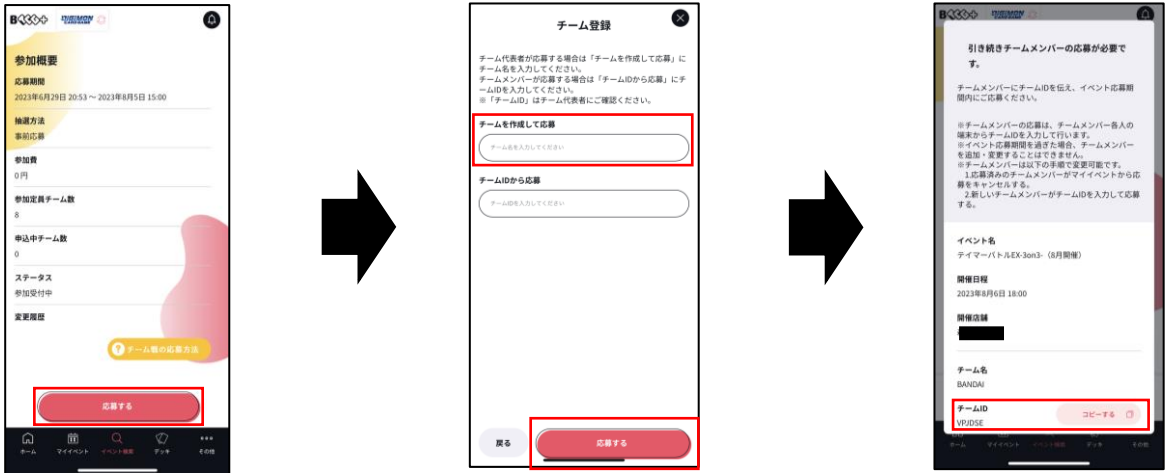 参加概要
応募期間
2023年6月29日 20:53 ～ 2023年8月5日 15:00
抽選方法
事前応募
参加費
0 円
参加定員チーム数
8
申込中チーム数
0
ステータス
参加受付中
変更履歴
? チーム戦の応募方法
応募する
ホーム
マイイベント
イベント検索
デッキ
その他
チーム登録
チーム代表者が応募する場合は「チームを作成して応募」に
チーム名を入力してください。
チームメンバーが応募する場合は「チームIDから応募」にチ
ームIDを入力してください。
※「チームID」はチーム代表者にご確認ください。
チームを作成して応募
チーム名を入力してください
チームIDから応募
チームIDを入力してください
戻る
応募する
引き続きチームメンバーの応募が必要で
す。
チームメンバーにチームIDを伝え、イベント応募期
間内にご応募ください。
※チームメンバーの応募は、チームメンバー各人の
端末からチームIDを入力して行います。
※イベント応募期間を過ぎた場合、チームメンバー
を追加・変更することはできません。
※チームメンバーは以下の手順で変更可能です。
1.応募済みのチームメンバーがマイイベントから応
募をキャンセルする。
2.新しいチームメンバーがチームIDを入力して応募
する。
イベント名
テイマーバトルEX-3on3-（8月開催）
開催日程
2023年8月6日 18:00
開催店舗
チーム名
BANDAI
チームID
VPJDSE
コピーする
ホーム
マイイベント
イベント検索
デッキ
その他